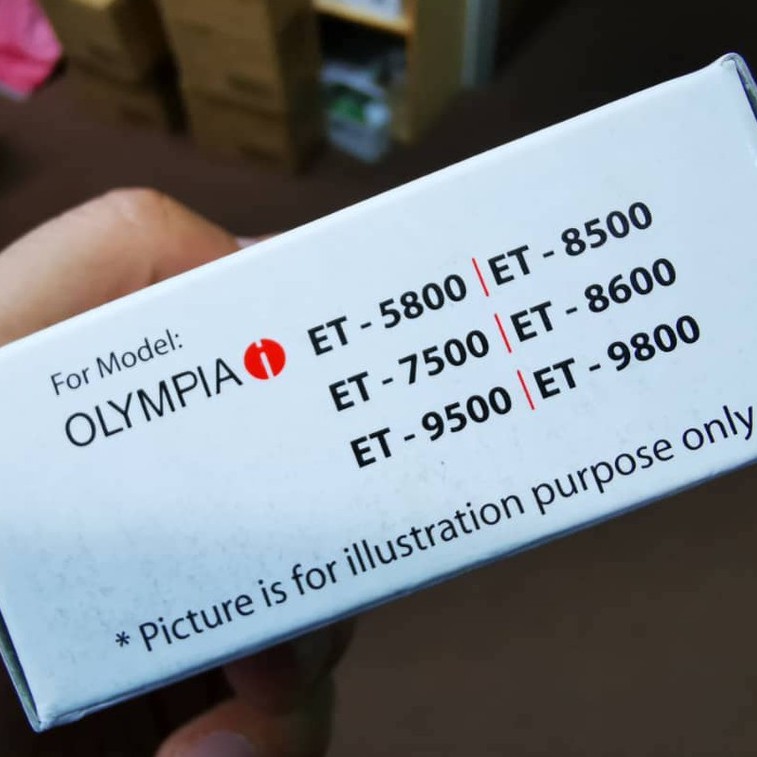 For Model:
OLYMPIA
ET - 5800 | ET - 8500
ET - 7500 | ET - 8600
ET - 9500 | ET - 9800
* Picture is for illustration purpose only